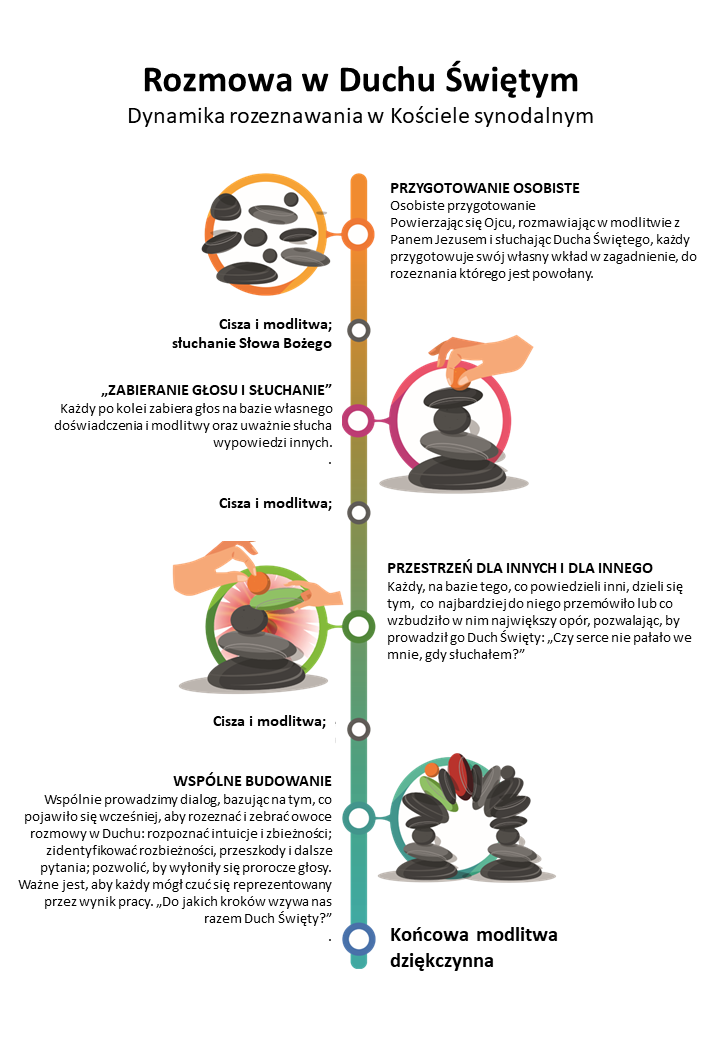 Rozmowa w Duchu Świętym
Dynamika rozeznawania w Kościele synodalnym
PRZYGOTOWANIE OSOBISTE
Osobiste przygotowanie
Powierzając się Ojcu, rozmawiając w modlitwie z
Panem Jezusem i słuchając Ducha Świętego, każdy
przygotowuje swój własny wkład w zagadnienie, do
rozeznania którego jest powołany.
Cisza i modlitwa;
słuchanie Słowa Bożego
„ZABIERANIE GŁOSU I SŁUCHANIE”
Każdy po kolei zabiera głos na bazie własnego
doświadczenia i modlitwy oraz uważnie słucha
wypowiedzi innych.
.
Cisza i modlitwa;
PRZESTRZEŃ DLA INNYCH I DLA INNEGO
Każdy, na bazie tego, co powiedzieli inni, dzieli się
tym, co najbardziej do niego przemówiło lub co
wzbudziło w nim największy opór, pozwalając, by
prowadził go Duch Święty: „Czy serce nie pałało we
mnie, gdy słuchałem?”
Cisza i modlitwa;
WSPÓLNE BUDOWANIE
Wspólnie prowadzimy dialog, bazując na tym, co
pojawiło się wcześniej, aby rozeznać i zebrać owoce
rozmowy w Duchu: rozpoznać intuicje i zbieżności;
zidentyfikować rozbieżności, przeszkody i dalsze
pytania; pozwolić, by wyłoniły się prorocze głosy.
Ważne jest, aby każdy mógł czuć się reprezentowany
przez wynik pracy. „Do jakich kroków wzywa nas
razem Duch Święty?”
.
Końcowa modlitwa
dziękczynna